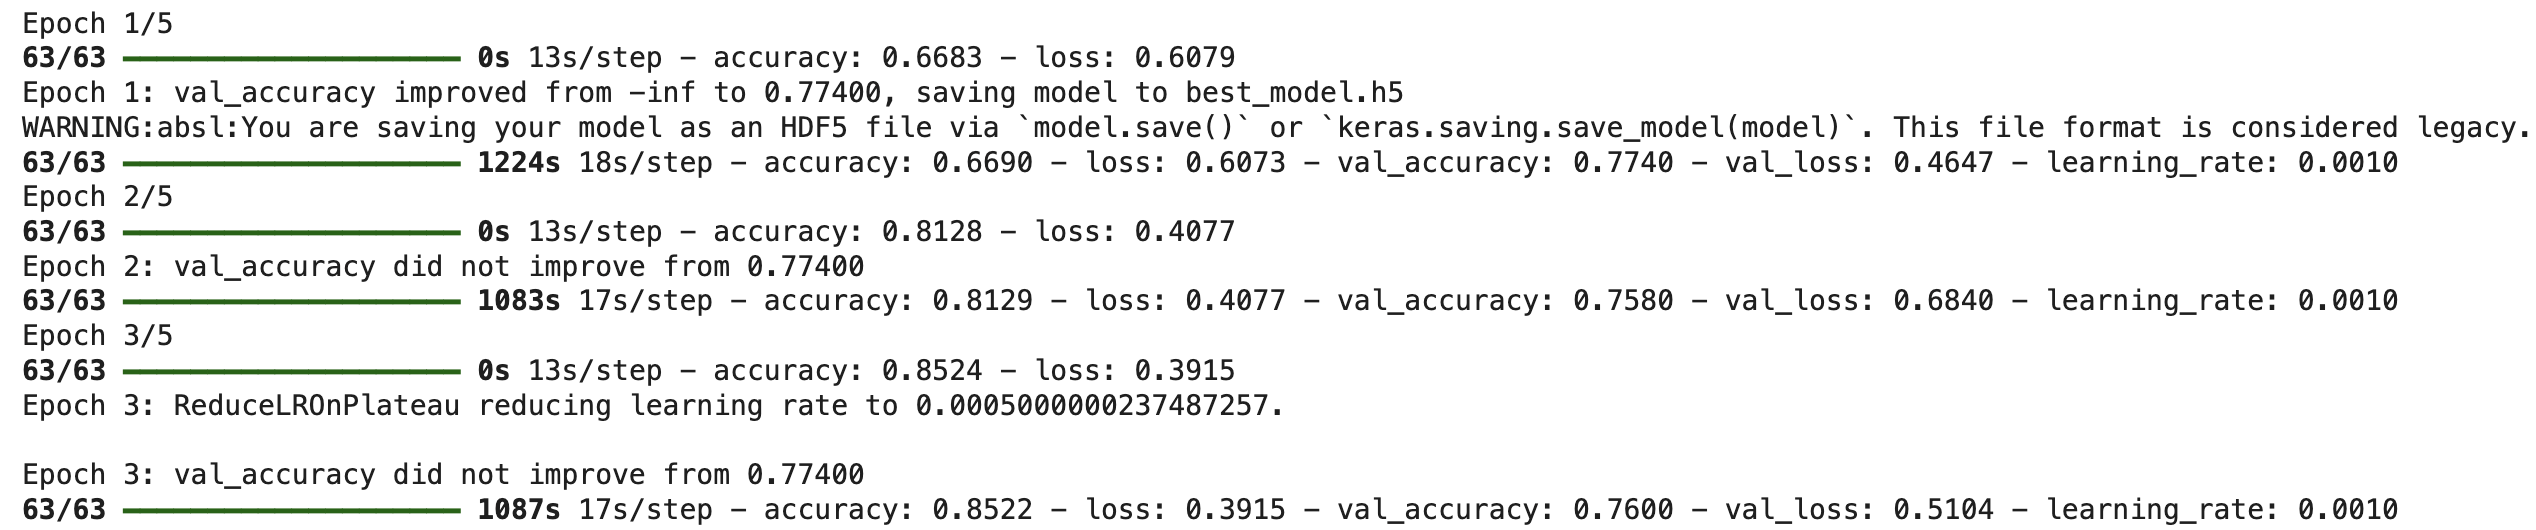 Epoch 1/5
63/63 ━━━━━━━━━━━━━━━━━━━━ 0s 13s/step - accuracy: 0.6683 - loss: 0.6079
Epoch 1: val_accuracy improved from -inf to 0.77400, saving model to best_model.h5
WARNING:absl:You are saving your model as an HDF5 file via `model.save()` or `keras.saving.save_model(model)`. This file format is considered legacy.
63/63 ━━━━━━━━━━━━━━━━━━━━ 1224s 18s/step - accuracy: 0.6690 - loss: 0.6073 - val_accuracy: 0.7740 - val_loss: 0.4647 - learning_rate: 0.0010
Epoch 2/5
63/63 ━━━━━━━━━━━━━━━━━━━━ 0s 13s/step - accuracy: 0.8128 - loss: 0.4077
Epoch 2: val_accuracy did not improve from 0.77400
63/63 ━━━━━━━━━━━━━━━━━━━━ 1083s 17s/step - accuracy: 0.8129 - loss: 0.4077 - val_accuracy: 0.7580 - val_loss: 0.6840 - learning_rate: 0.0010
Epoch 3/5
63/63 ━━━━━━━━━━━━━━━━━━━━ 0s 13s/step - accuracy: 0.8524 - loss: 0.3915
Epoch 3: ReduceLROnPlateau reducing learning rate to 0.0005000000237487257.
Epoch 3: val_accuracy did not improve from 0.77400
63/63 ━━━━━━━━━━━━━━━━━━━━ 1087s 17s/step - accuracy: 0.8522 - loss: 0.3915 - val_accuracy: 0.7600 - val_loss: 0.5104 - learning_rate: 0.0010